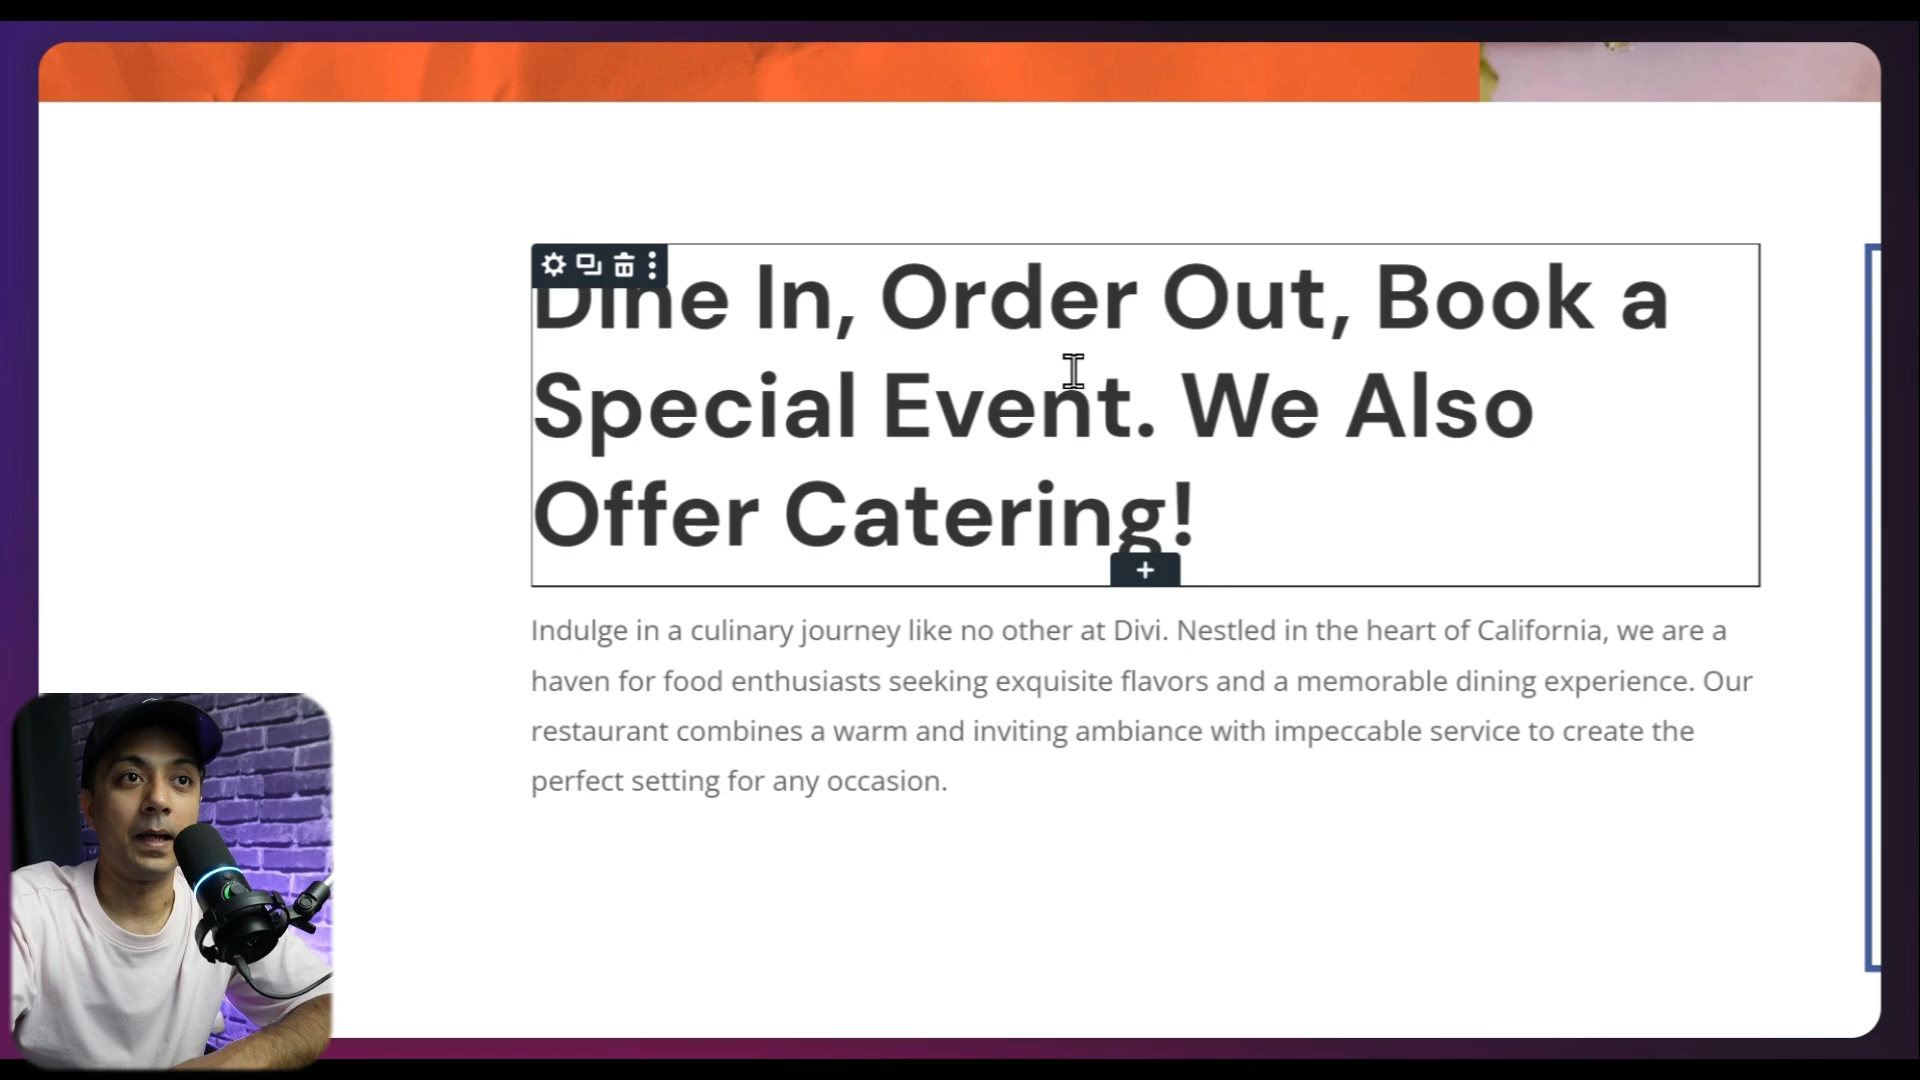 Dine In, Order Out, Book a
Special Event. We Also
Offer Catering!
Indulge in a culinary journey like no other at Divi. Nestled in the heart of California, we are a
haven for food enthusiasts seeking exquisite flavors and a memorable dining experience. Our
restaurant combines a warm and inviting ambiance with impeccable service to create the
perfect setting for any occasion.